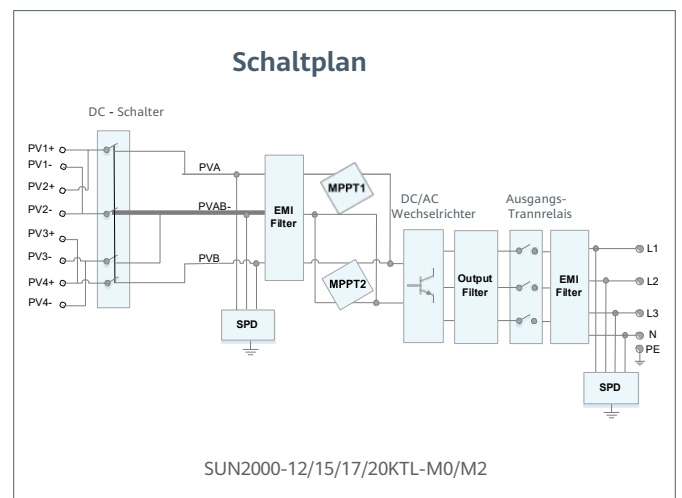 Schaltplan
DC - Schalter
PV1+
PV1-
PV2+
PV2-
PV3+
PV3-
PV4+
PV4-
PVA
PVAB-
PVB
EMI
Filter
SPD
MPPT1
MPPT2
DC/AC
Wechselrichter
Output
Filter
Ausgangs-
Trannrelais
EMI
Filter
L1
L2
L3
N
PE
SPD
SUN2000-12/15/17/20KTL-M0/M2